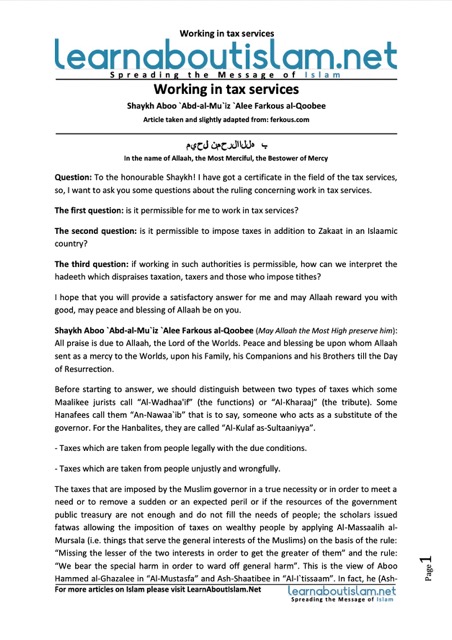 Working in tax services
learnaboutislam.net
Spreading the Message of Islam
Working in tax services
Shaykh Aboo `Abd-al-Mu`iz `Alee Farkous al-Qoobee
Article taken and slightly adapted from: ferkous.com
In the name of Allaah, the Most Merciful, the Bestower of Mercy
Question: To the honourable Shaykh! I have got a certificate in the field of the tax services,
so, I want to ask you some questions about the ruling concerning work in tax services.
The first question: is it permissible for me to work in tax services?
The second question: is it permissible to impose taxes in addition to Zakaat in an Islaamic
country?
The third question: if working in such authorities is permissible, how can we interpret the
hadeeth which dispraises taxation, taxers and those who impose tithes?
I hope that you will provide a satisfactory answer for me and may Allaah reward you with
good, may peace and blessing of Allaah be on you.
Shaykh Aboo `Abd-al-Mu`iz `Alee Farkous al-Qoobee (May Allaah the Most High preserve him):
All praise is due to Allaah, the Lord of the Worlds. Peace and blessing be upon whom Allaah
sent as a mercy to the Worlds, upon his Family, his Companions and his Brothers till the Day
of Resurrection.
Before starting to answer, we should distinguish between two types of taxes which some
Maalikee jurists call “Al-Wadhaa'if” (the functions) or “Al-Kharaaj” (the tribute). Some
Hanafees call them “An-Nawaa`ib” that is to say, someone who acts as a substitute of the
governor. For the Hanbalites, they are called “Al-Kulaf as-Sultaaniyya”.
- Taxes which are taken from people legally with the due conditions.
- Taxes which are taken from people unjustly and wrongfully.
The taxes that are imposed by the Muslim governor in a true necessity or in order to meet a
need or to remove a sudden or an expected peril or if the resources of the government
public treasury are not enough and do not fill the needs of people; the scholars issued
fatwas allowing the imposition of taxes on wealthy people by applying Al-Massaalih al-
Mursala (i.e. things that serve the general interests of the Muslims) on the basis of the rule:
“Missing the lesser of the two interests in order to get the greater of them” and the rule:
“We bear the special harm in order to ward off general harm”. This is the view of Aboo
Hammed al-Ghazalee in “Al-Mustasfa” and Ash-Shaatibee in “Al-I`tissaam”. In fact, he (Ash-
For more articles on Islam please visit LearnAboutIslam.Net
learnaboutislam.net
Spreading the Message of Islam
Page 1